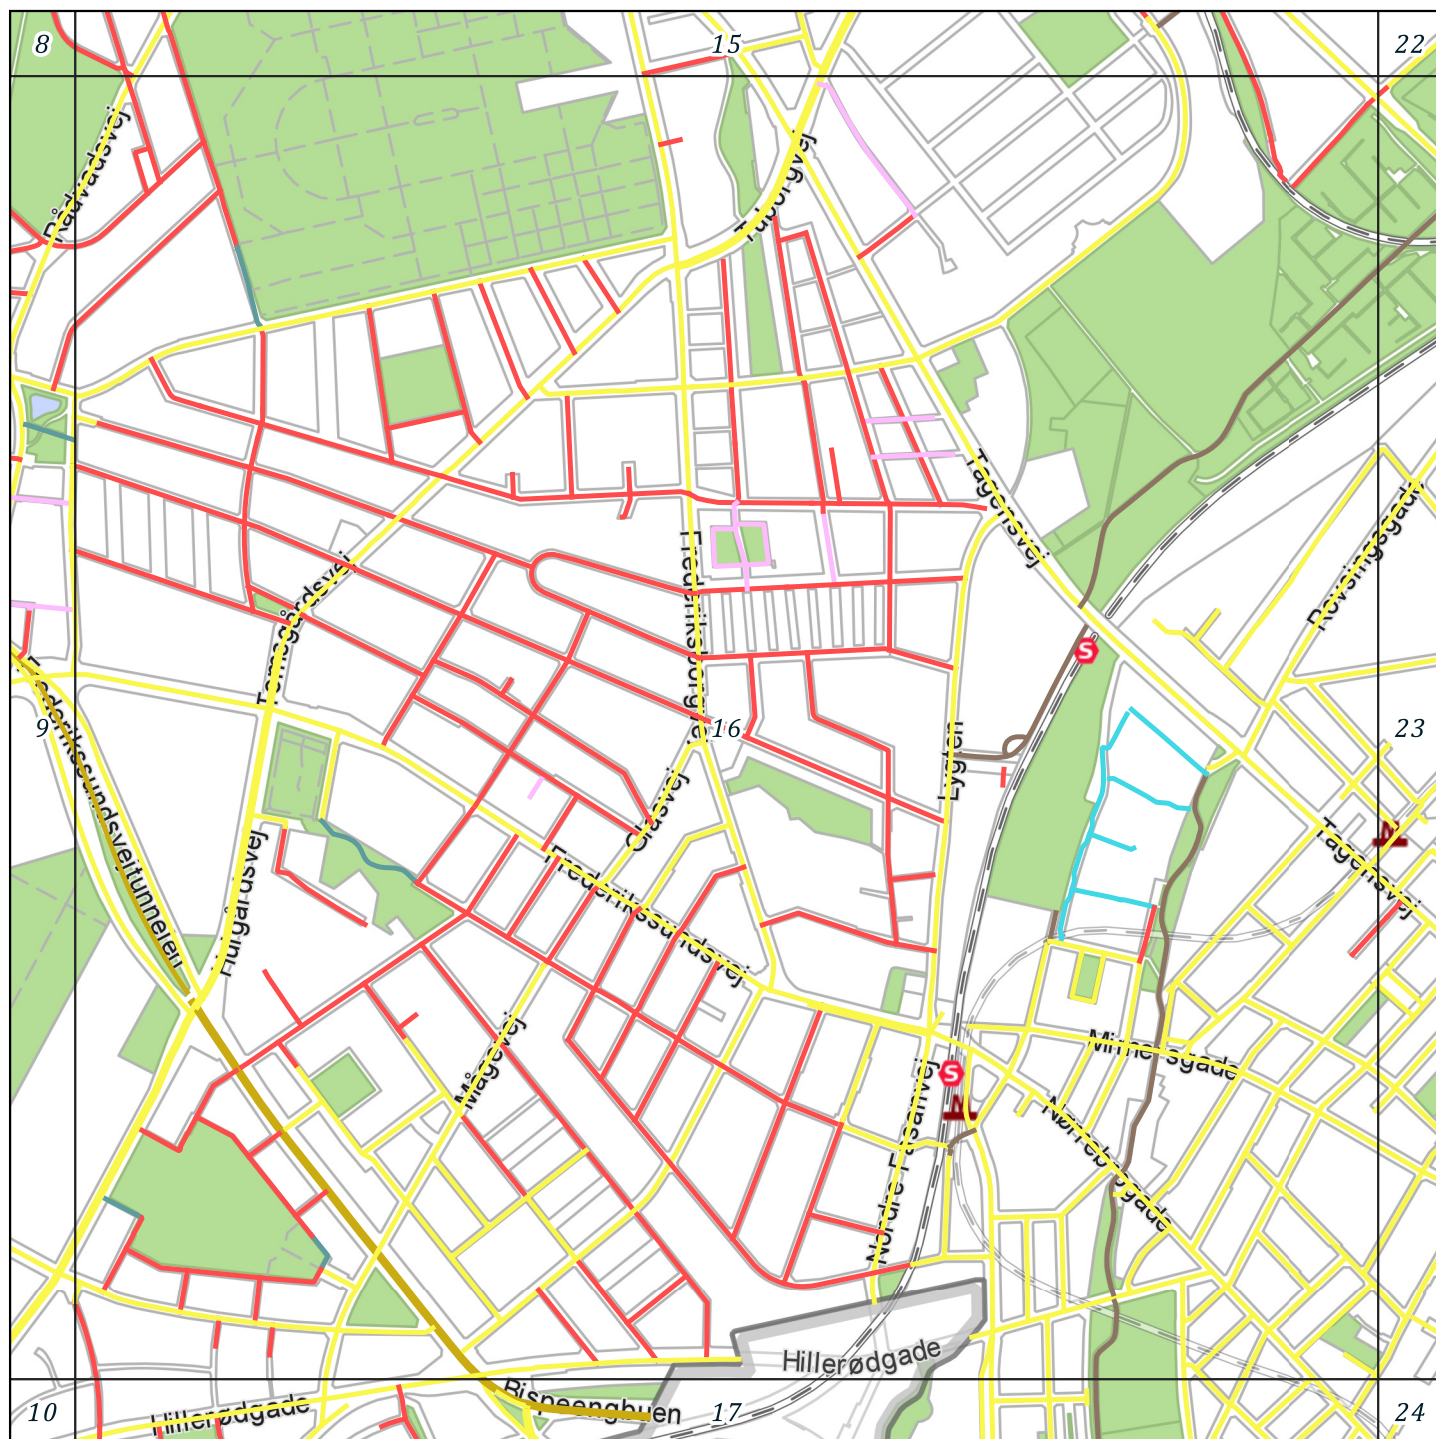 8
15
22
Rådvadsvej
Tuborgvej
Tagensvej
Rovsingsgade
Frederiksborgvej
Tomsgårdsvej
S
9
16
23
Frederikssundsvejtunnelen
Lygten
Glasvej
Hulgårdsvej
Frederikssundsvej
Tagensvej
M
Mågevej
Mimersgade
S
M
Nordre Fasanvej
Nørrebrogade
Hillerødgade
10
Hillerødgade
Bispeengbuen
17
24